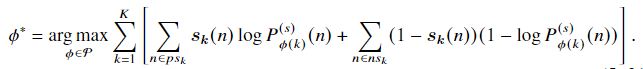 ϕ* = arg max_{ϕ∈𝒫} ∑_{k=1}^{K} [ ∑_{n∈ps_k} s_k(n) log P^{(s)}_{ϕ(k)}(n) + ∑_{n∈ns_k} (1 − s_k(n))(1 − log P^{(s)}_{ϕ(k)}(n)) ] .